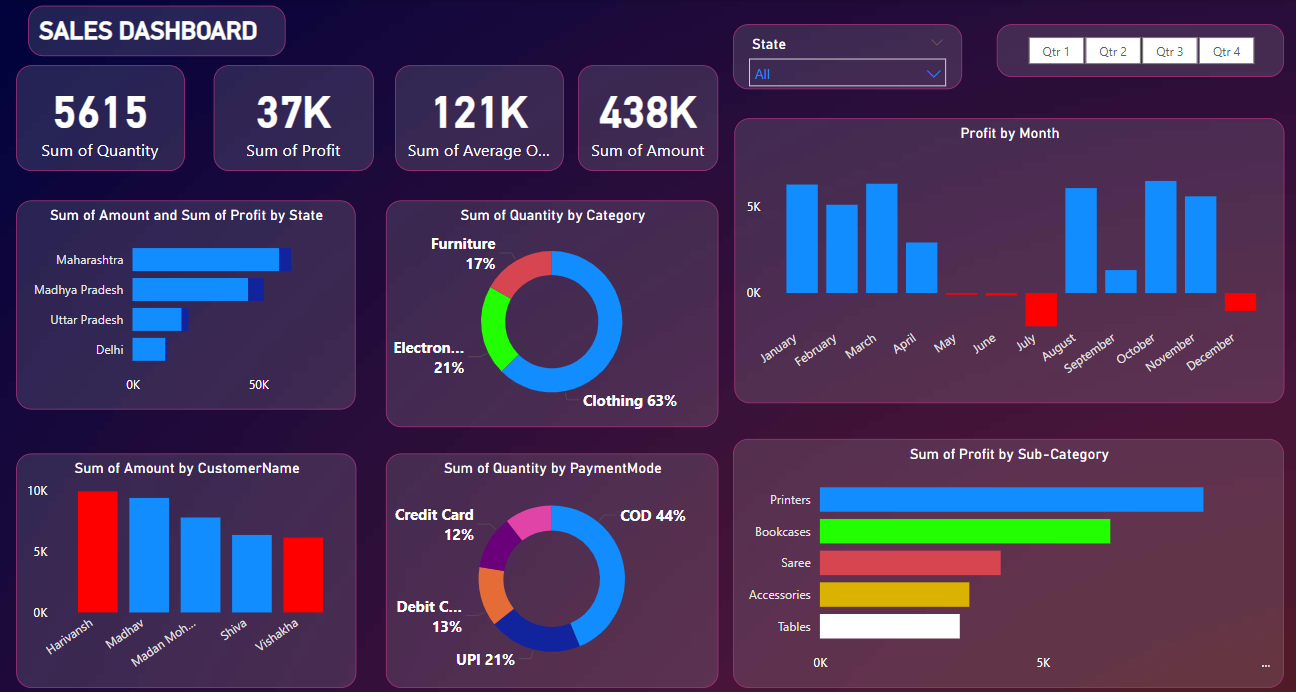 SALES DASHBOARD
5615
Sum of Quantity
37K
Sum of Profit
121K
Sum of Average O...
438K
Sum of Amount
State
All
Qtr 1
Qtr 2
Qtr 3
Qtr 4
Sum of Amount and Sum of Profit by State
Maharashtra
Madhya Pradesh
Uttar Pradesh
Delhi
0K
50K
Sum of Quantity by Category
Furniture
17%
Electron...
21%
Clothing 63%
Profit by Month
5K
0K
January
February
March
April
May
June
July
August
September
October
November
December
Sum of Amount by CustomerName
10K
5K
0K
Harivansh
Madhav
Madan Moh...
Shiva
Vishakha
Sum of Quantity by PaymentMode
Credit Card
12%
COD 44%
Debit C...
13%
UPI 21%
Sum of Profit by Sub-Category
Printers
Bookcases
Saree
Accessories
Tables
0K
5K
...